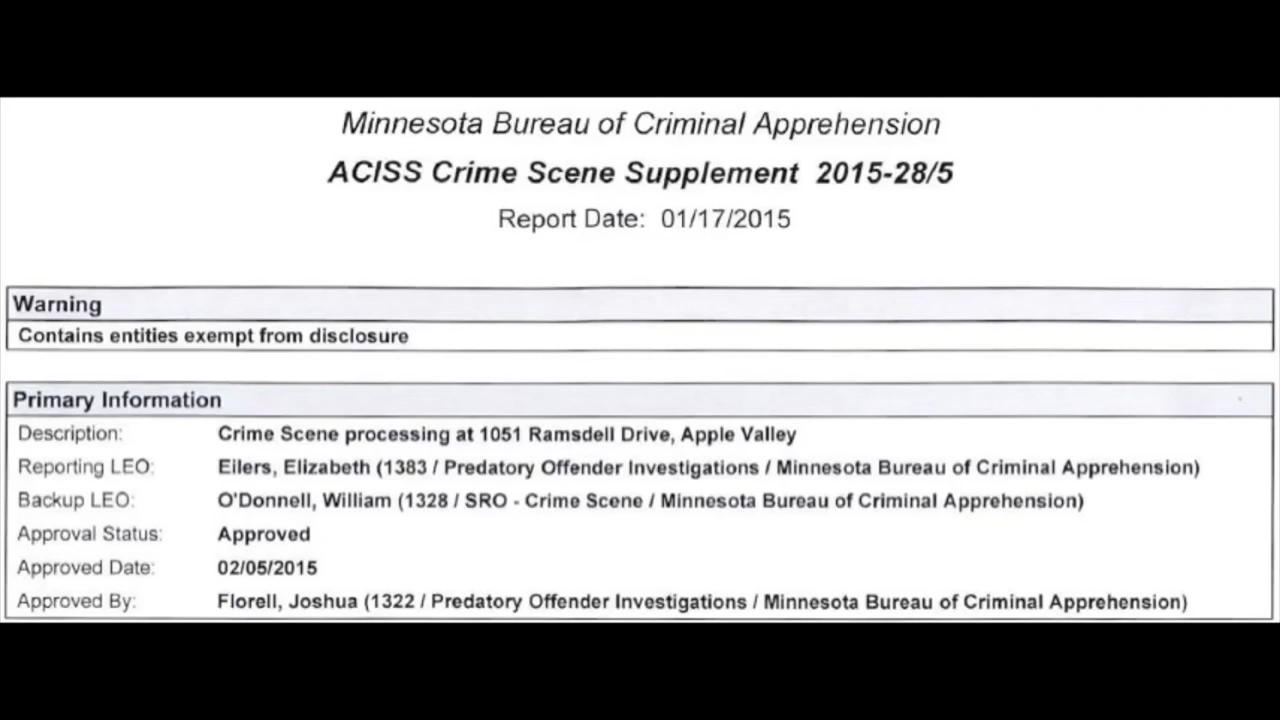 Minnesota Bureau of Criminal Apprehension
ACISS Crime Scene Supplement 2015-28/5
Report Date: 01/17/2015
Warning
Contains entities exempt from disclosure
Primary Information
Description: Crime Scene processing at 1051 Ramsdell Drive, Apple Valley
Reporting LEO: Eilers, Elizabeth (1383 / Predatory Offender Investigations / Minnesota Bureau of Criminal Apprehension)
Backup LEO: O'Donnell, William (1328 / SRO - Crime Scene / Minnesota Bureau of Criminal Apprehension)
Approval Status: Approved
Approved Date: 02/05/2015
Approved By: Florell, Joshua (1322 / Predatory Offender Investigations / Minnesota Bureau of Criminal Apprehension)